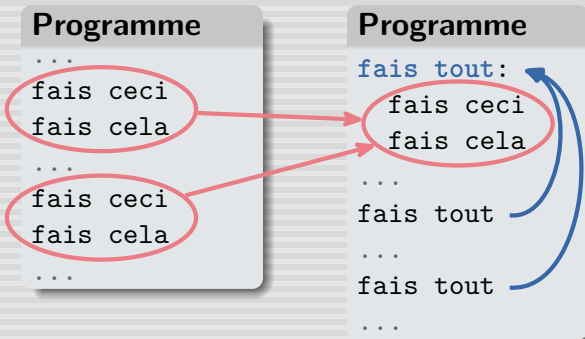 Programme
...
fais ceci
fais cela
...
fais ceci
fais cela
...
Programme
fais tout:
fais ceci
fais cela
...
fais tout
...
fais tout
...